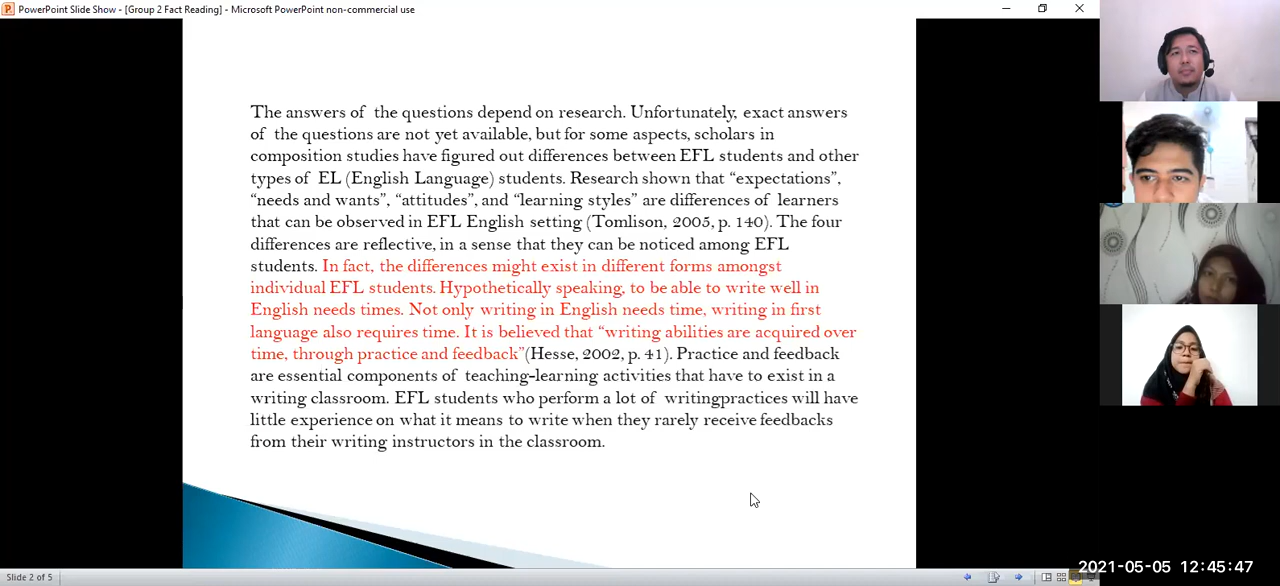 PowerPoint Slide Show - [Group 2 Fact Reading] - Microsoft PowerPoint non-commercial use
The answers of the questions depend on research. Unfortunately, exact answers
of the questions are not yet available, but for some aspects, scholars in
composition studies have figured out differences between EFL students and other
types of EL (English Language) students. Research shown that “expectations”,
“needs and wants”, “attitudes”, and “learning styles” are differences of learners
that can be observed in EFL English setting (Tomlison, 2005, p. 140). The four
differences are reflective, in a sense that they can be noticed among EFL
students. In fact, the differences might exist in different forms amongst
individual EFL students. Hypothetically speaking, to be able to write well in
English needs times. Not only writing in English needs time, writing in first
language also requires time. It is believed that “writing abilities are acquired over
time, through practice and feedback”(Hesse, 2002, p. 41). Practice and feedback
are essential components of teaching-learning activities that have to exist in a
writing classroom. EFL students who perform a lot of writingpractices will have
little experience on what it means to write when they rarely receive feedbacks
from their writing instructors in the classroom.
2021-05-05 12:45:47
Slide 2 of 5